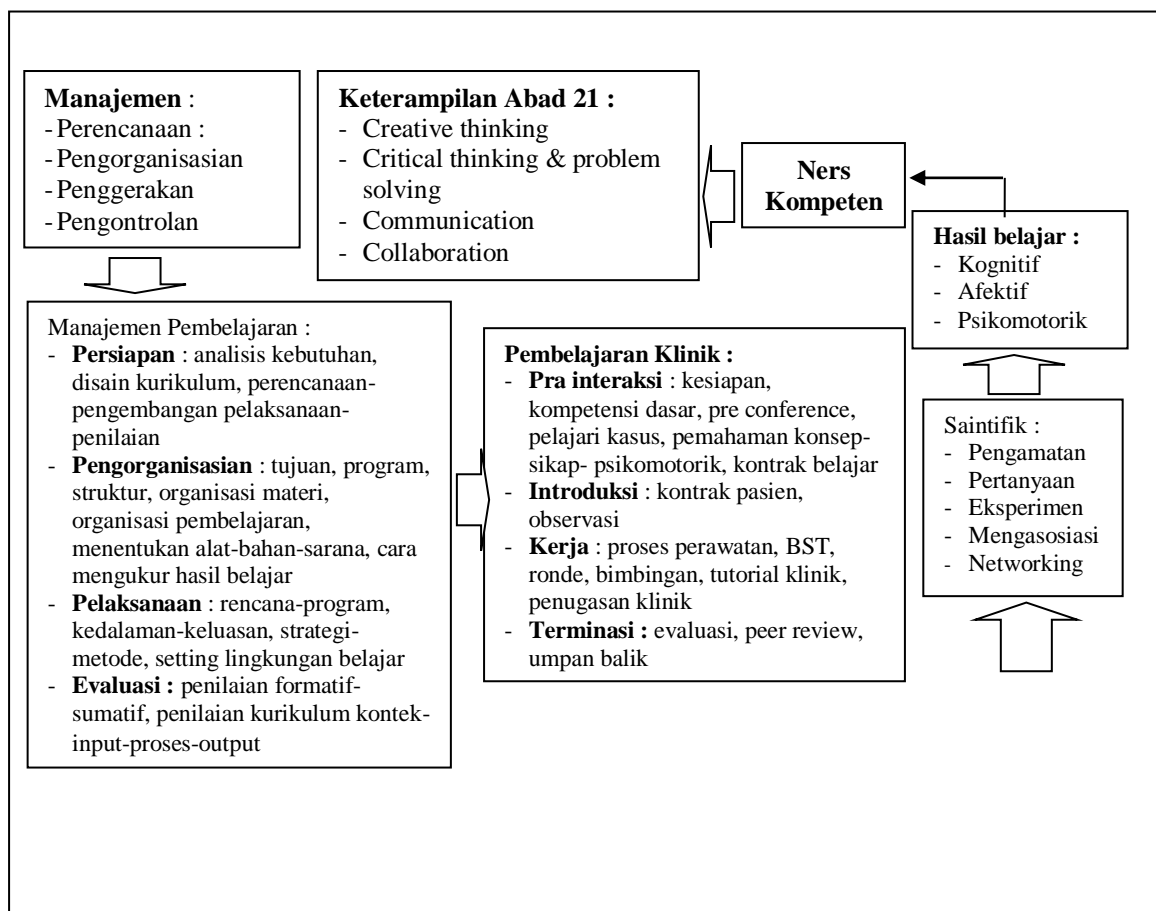 Manajemen :
- Perencanaan :
- Pengorganisasian
- Penggerakan
- Pengontrolan
Keterampilan Abad 21 :
- Creative thinking
- Critical thinking & problem
solving
- Communication
- Collaboration
Ners
Kompeten
Hasil belajar :
- Kognitif
- Afektif
- Psikomotorik
Manajemen Pembelajaran :
- Persiapan : analisis kebutuhan,
disain kurikulum, perencanaan-
pengembangan pelaksanaan-
penilaian
- Pengorganisasian : tujuan, program,
struktur, organisasi materi,
organisasi pembelajaran,
menentukan alat-bahan-sarana, cara
mengukur hasil belajar
- Pelaksanaan : rencana-program,
kedalaman-keluasan, strategi-
metode, setting lingkungan belajar
- Evaluasi : penilaian formatif-
sumatif, penilaian kurikulum kontek-
input-proses-output
Pembelajaran Klinik :
- Pra interaksi : kesiapan,
kompetensi dasar, pre conference,
pelajari kasus, pemahaman konsep-
sikap- psikomotorik, kontrak belajar
- Introduksi : kontrak pasien,
observasi
- Kerja : proses perawatan, BST,
ronde, bimbingan, tutorial klinik,
penugasan klinik
- Terminasi : evaluasi, peer review,
umpan balik
Saintifik :
- Pengamatan
- Pertanyaan
- Eksperimen
- Mengasosiasi
- Networking